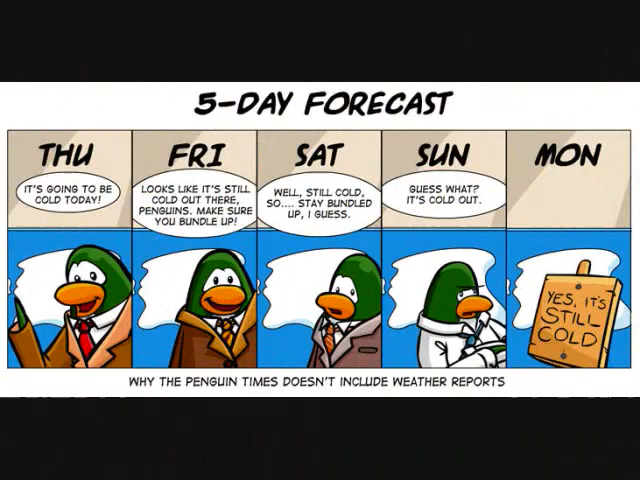 5-DAY FORECAST
THU
IT'S GOING TO BE
COLD TODAY!
FRI
LOOKS LIKE IT'S STILL
COLD OUT THERE,
PENGUINS. MAKE SURE
YOU BUNDLE UP!
SAT
WELL, STILL COLD,
SO.... STAY BUNDLED
UP, I GUESS.
SUN
GUESS WHAT?
IT'S COLD OUT.
MON
YES, IT'S
STILL
COLD
WHY THE PENGUIN TIMES DOESN'T INCLUDE WEATHER REPORTS